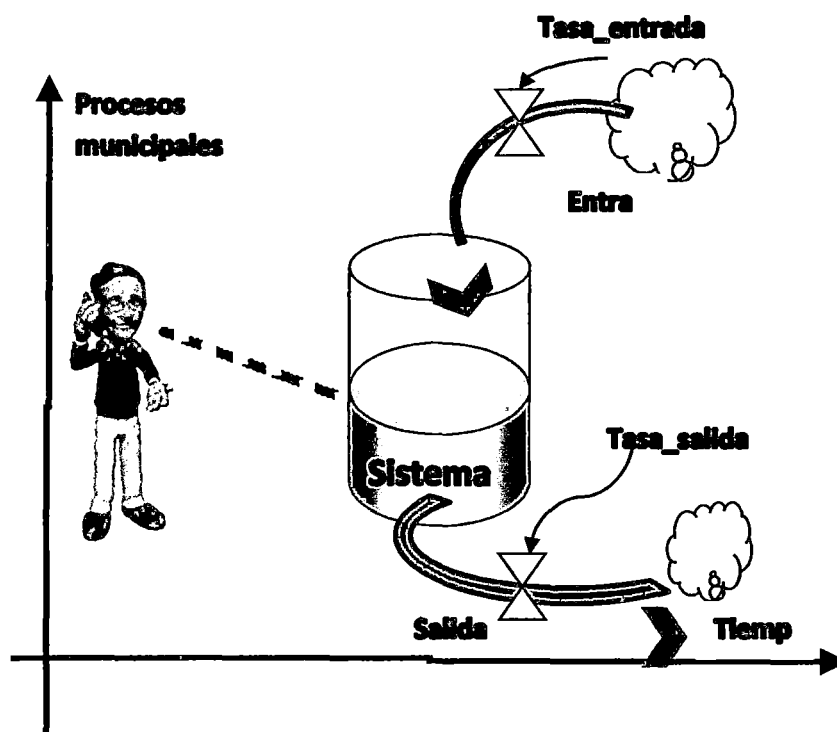 Tasa_entrada
Procesos
municipales
Entra
Tasa_salida
Sistema
Salida
Tiemp